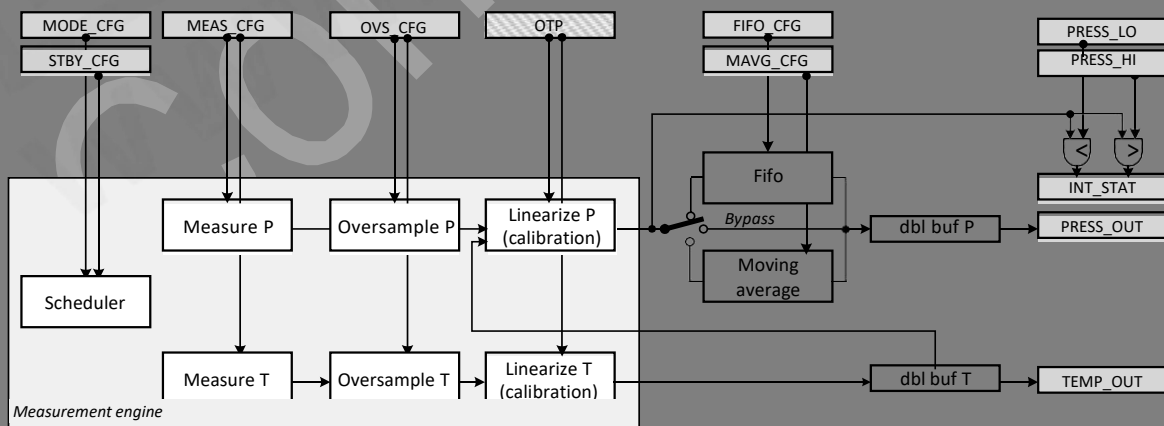 MODE_CFG
MEAS_CFG
OVS_CFG
OTP
FIFO_CFG
PRESS_LO
STBY_CFG
MAVG_CFG
PRESS_HI
<
>
Fifo
INT_STAT
Measure P
Oversample P
Linearize P
(calibration)
Bypass
dbl buf P
PRESS_OUT
Moving
average
Scheduler
Measure T
Oversample T
Linearize T
(calibration)
dbl buf T
TEMP_OUT
Measurement engine